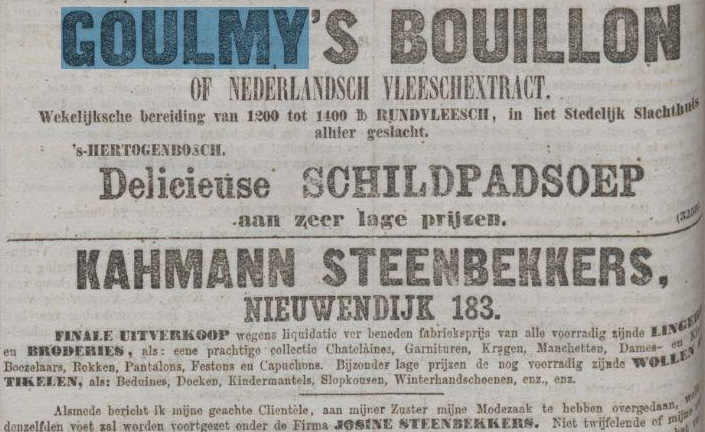 GOULMY'S BOUILLON
OF NEDERLANDSCH VLEESCHEXTRACT.
Wekelijksche bereiding van 1200 tot 1400 ℔ RUNDVLEESCH, in het Stedelijk Slachthuis
alhier geslacht.
's-HERTOGENBOSCH.
Delicieuse SCHILDPADSOEP
aan zeer lage prijzen.
KAHMANN STEENBEKKERS,
NIEUWENDIJK 183.
FINALE UITVERKOOP wegens liquidatie ver beneden fabrieksprijs van alle voorradig zijnde
en BRODERIES, als: eene prachtige collectie Chatelaines, Garnituren, Kragen, Manchetten, Dames- en
Boezelaars, Rokken, Pantalons, Festons en Capuchons. Bijzonder lage prijzen de nog voorradig zijnde WOLLEN
TIKELEN, als: Beduines, Doeken, Kindermantels, Slopkousen, Winterhandschoenen, enz., enz.
Alsmede bericht ik mijne geachte Clientèle, aan mijner Zuster mijne Modezaak te hebben overgedaan,
denzelfden voet zal worden voortgezet onder de Firma JOSINE STEENBEKKERS. Niet twijfelende of mijne